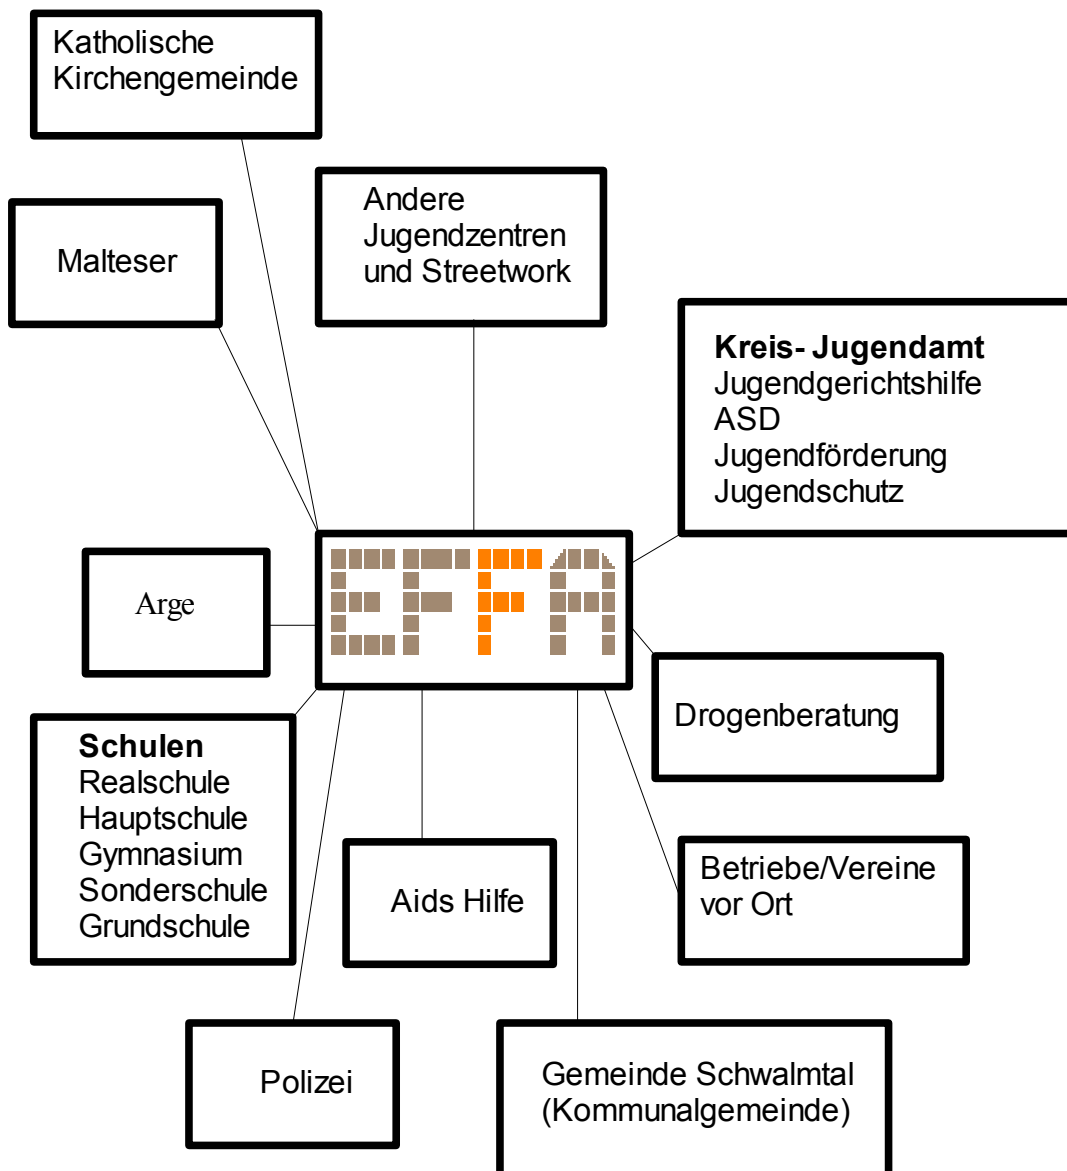 Katholische
Kirchengemeinde
Andere
Jugendzentren
und Streetwork
Malteser
Kreis- Jugendamt
Jugendgerichtshilfe
ASD
Jugendförderung
Jugendschutz
EFFA
Arge
Drogenberatung
Schulen
Realschule
Hauptschule
Gymnasium
Sonderschule
Grundschule
Aids Hilfe
Betriebe/Vereine
vor Ort
Polizei
Gemeinde Schwalmtal
(Kommunalgemeinde)